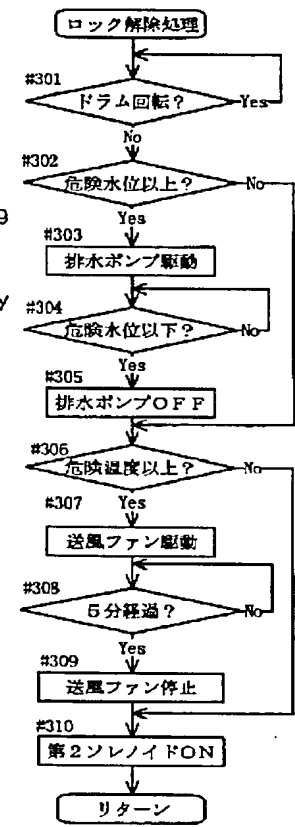 ロック解除処理
#301
ドラム回転?
Yes
No
#302
危険水位以上?
No
Yes
#303
排水ポンプ駆動
#304
危険水位以下?
No
Yes
#305
排水ポンプOFF
#306
危険温度以上?
No
#307
Yes
送風ファン駆動
#308
5分経過?
No
Yes
#309
送風ファン停止
#310
第2ソレノイドON
リターン